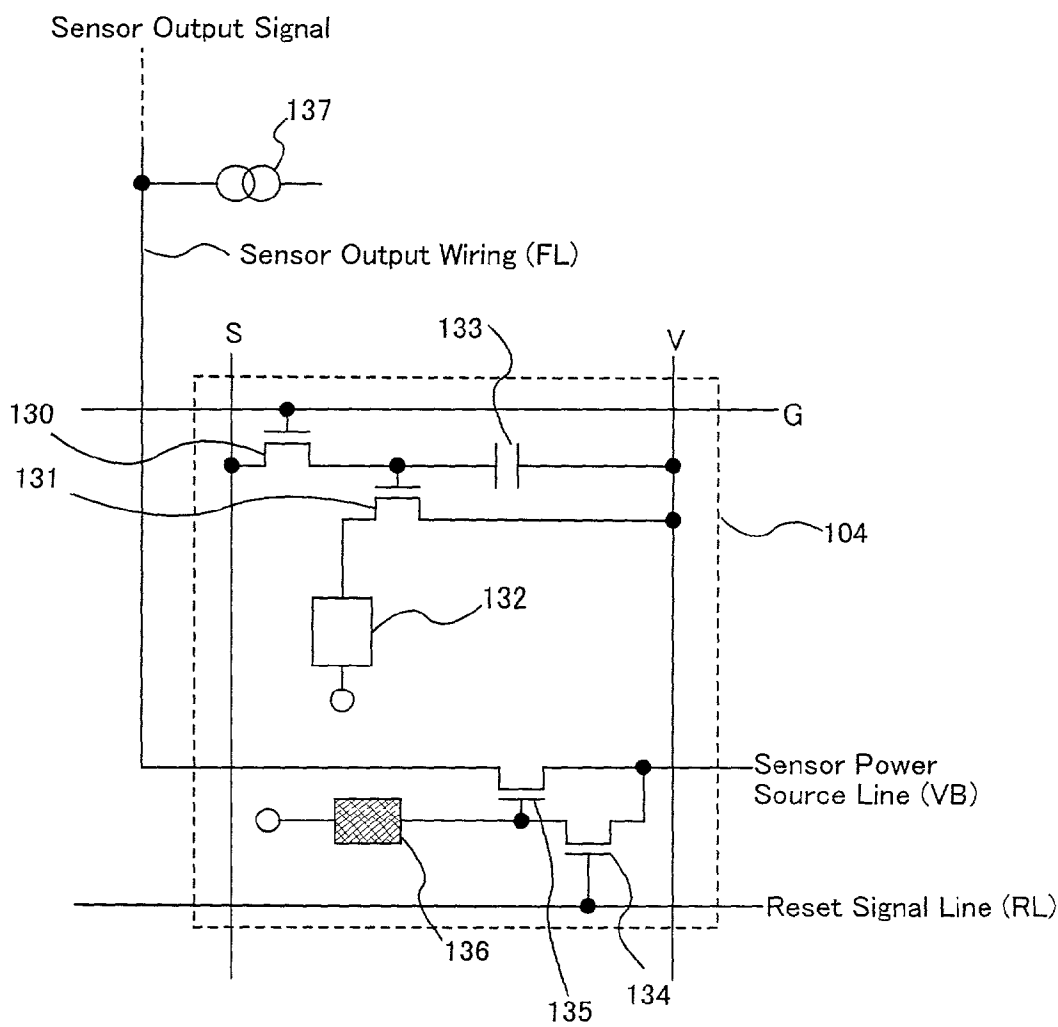 Sensor Output Signal
137
Sensor Output Wiring (FL)
S
133
V
130
G
131
104
132
Sensor Power
Source Line (VB)
Reset Signal Line (RL)
136
134
135